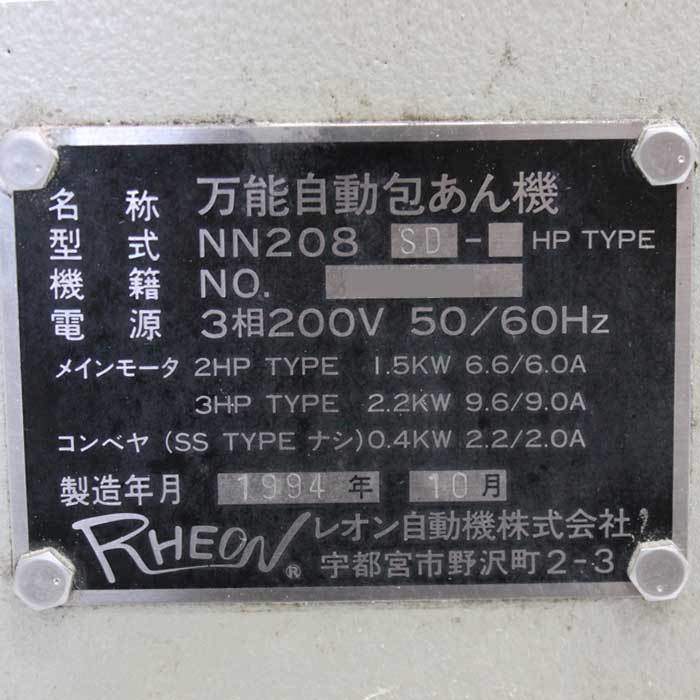 名 称 万能自動包あん機
型 式 NN208 SD - HP TYPE
機 籍 NO.
電 源 3相200V 50/60Hz
メインモータ 2HP TYPE 1.5KW 6.6/6.0A
3HP TYPE 2.2KW 9.6/9.0A
コンベヤ (SS TYPE ナシ) 0.4KW 2.2/2.0A
製造年月 1994 年 10 月
RHEON ® レオン自動機株式会社
宇都宮市野沢町2-3